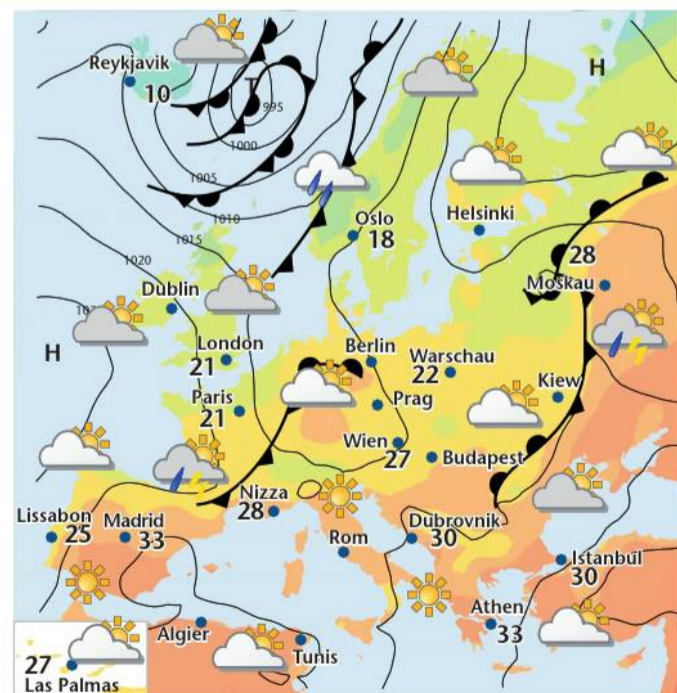 Reykjavik
10
T
995
1000
1005
1010
1015
1020
H
H
Oslo
18
Helsinki
28
Moskau
Dublin
London
21
Berlin
Warschau
22
Kiew
Paris
21
Prag
Wien
27
Budapest
Nizza
28
Lissabon
25
Madrid
33
Rom
Dubrovnik
30
Istanbul
30
Athen
33
Algier
Tunis
27
Las Palmas